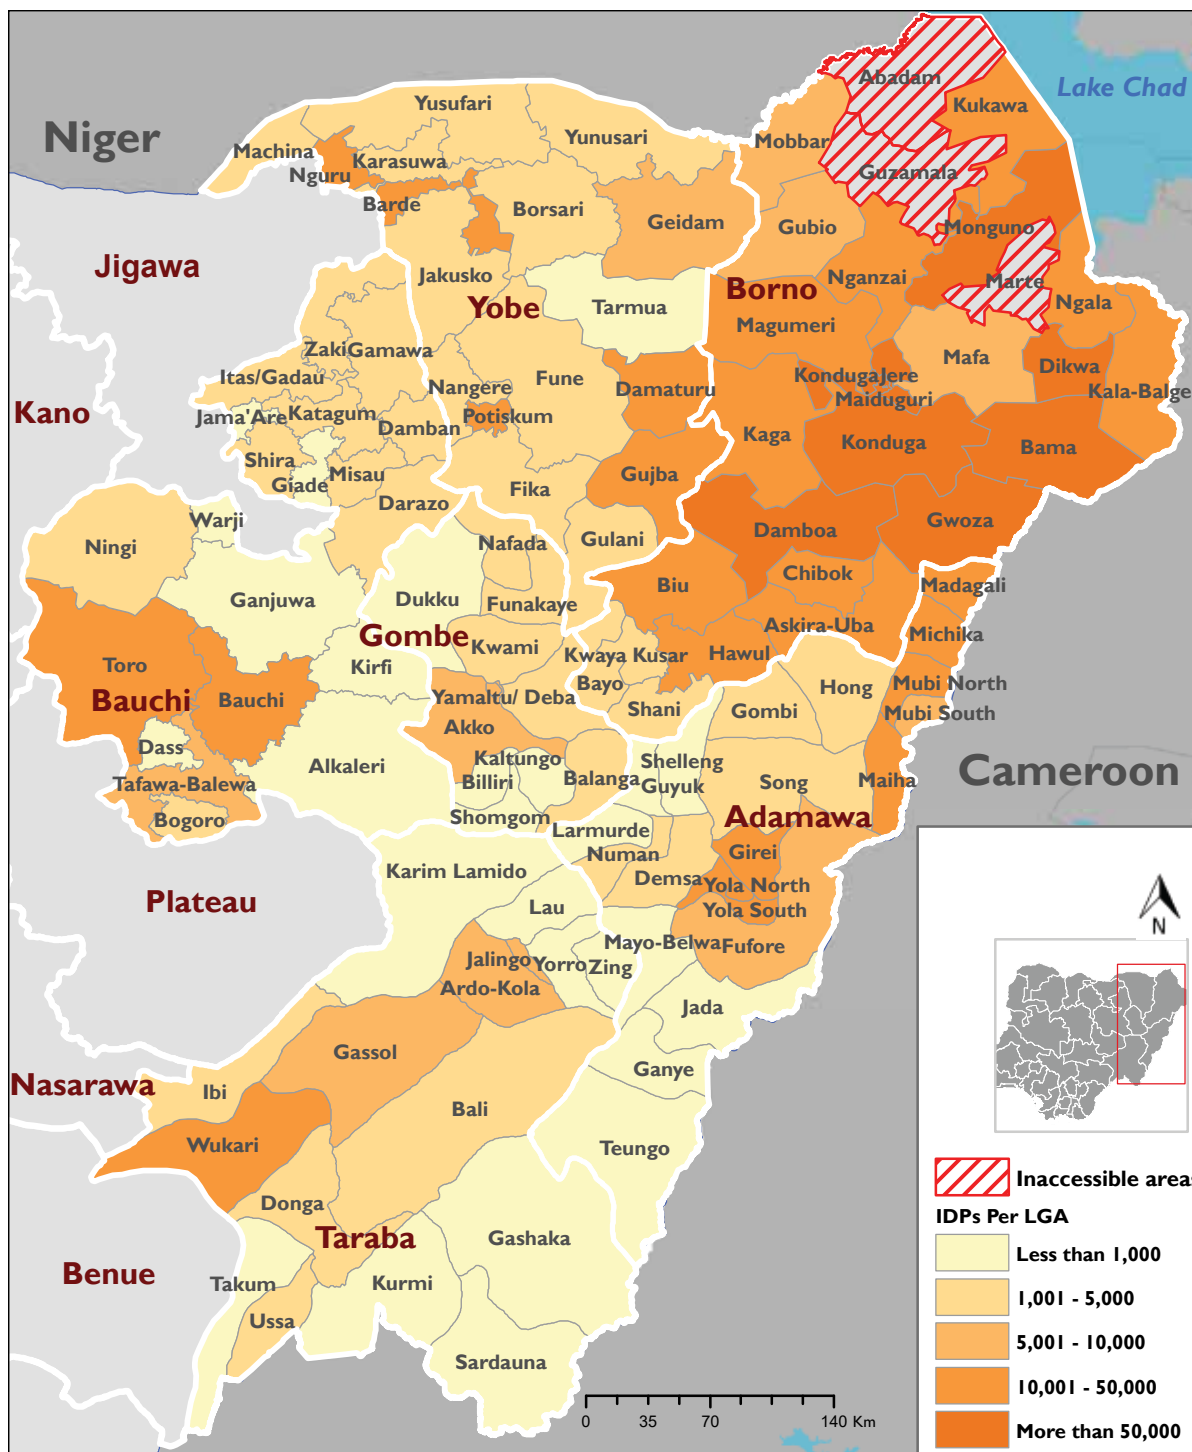 Abadam
Lake Chad
Yusufari
Kukawa
Niger
Yunusari
Mobbar
Machina
Karasuwa
Nguru
Guzamala
Barde
Borsari
Geidam
Gubio
Monguno
Jigawa
Jakusko
Nganzai
Marte
Borno
Yobe
Tarmua
Ngala
Magumeri
Zaki
Gamawa
Mafa
Dikwa
Itas/Gadau
Nangere
Fune
Damaturu
Konduga
Jere
Kala-Balge
Kano
Jama'Are
Katagum
Potiskum
Maiduguri
Damban
Kaga
Konduga
Bama
Shira
Misau
Gujba
Giade
Fika
Darazo
Warji
Gwoza
Damboa
Ningi
Nafada
Gulani
Biu
Chibok
Madagali
Ganjuwa
Dukku
Funakaye
Askira-Uba
Michika
Gombe
Kwami
Kwaya
Kusar
Hawul
Toro
Kirfi
Bayo
Mubi North
Bauchi
Bauchi
Yamaltu/ Deba
Hong
Shani
Gombi
Mubi South
Akko
Dass
Kaltungo
Shelleng
Alkaleri
Billiri
Balanga
Guyuk
Song
Maiha
Cameroon
Tafawa-Balewa
Bogoro
Shomgom
Adamawa
Larmurde
Numan
Girei
Karim Lamido
Demsa
Yola North
Plateau
Lau
Yola South
Mayo-Belwa
Fufore
N
Jalingo
Yorro
Zing
Ardo-Kola
Jada
Gassol
Ganye
Nasarawa
Ibi
Bali
Wukari
Teungo
Inaccessible areas
Donga
IDPs Per LGA
Taraba
Gashaka
Less than 1,000
Benue
Takum
Kurmi
1,001 - 5,000
Ussa
5,001 - 10,000
Sardauna
10,001 - 50,000
0 35 70 140 Km
More than 50,000